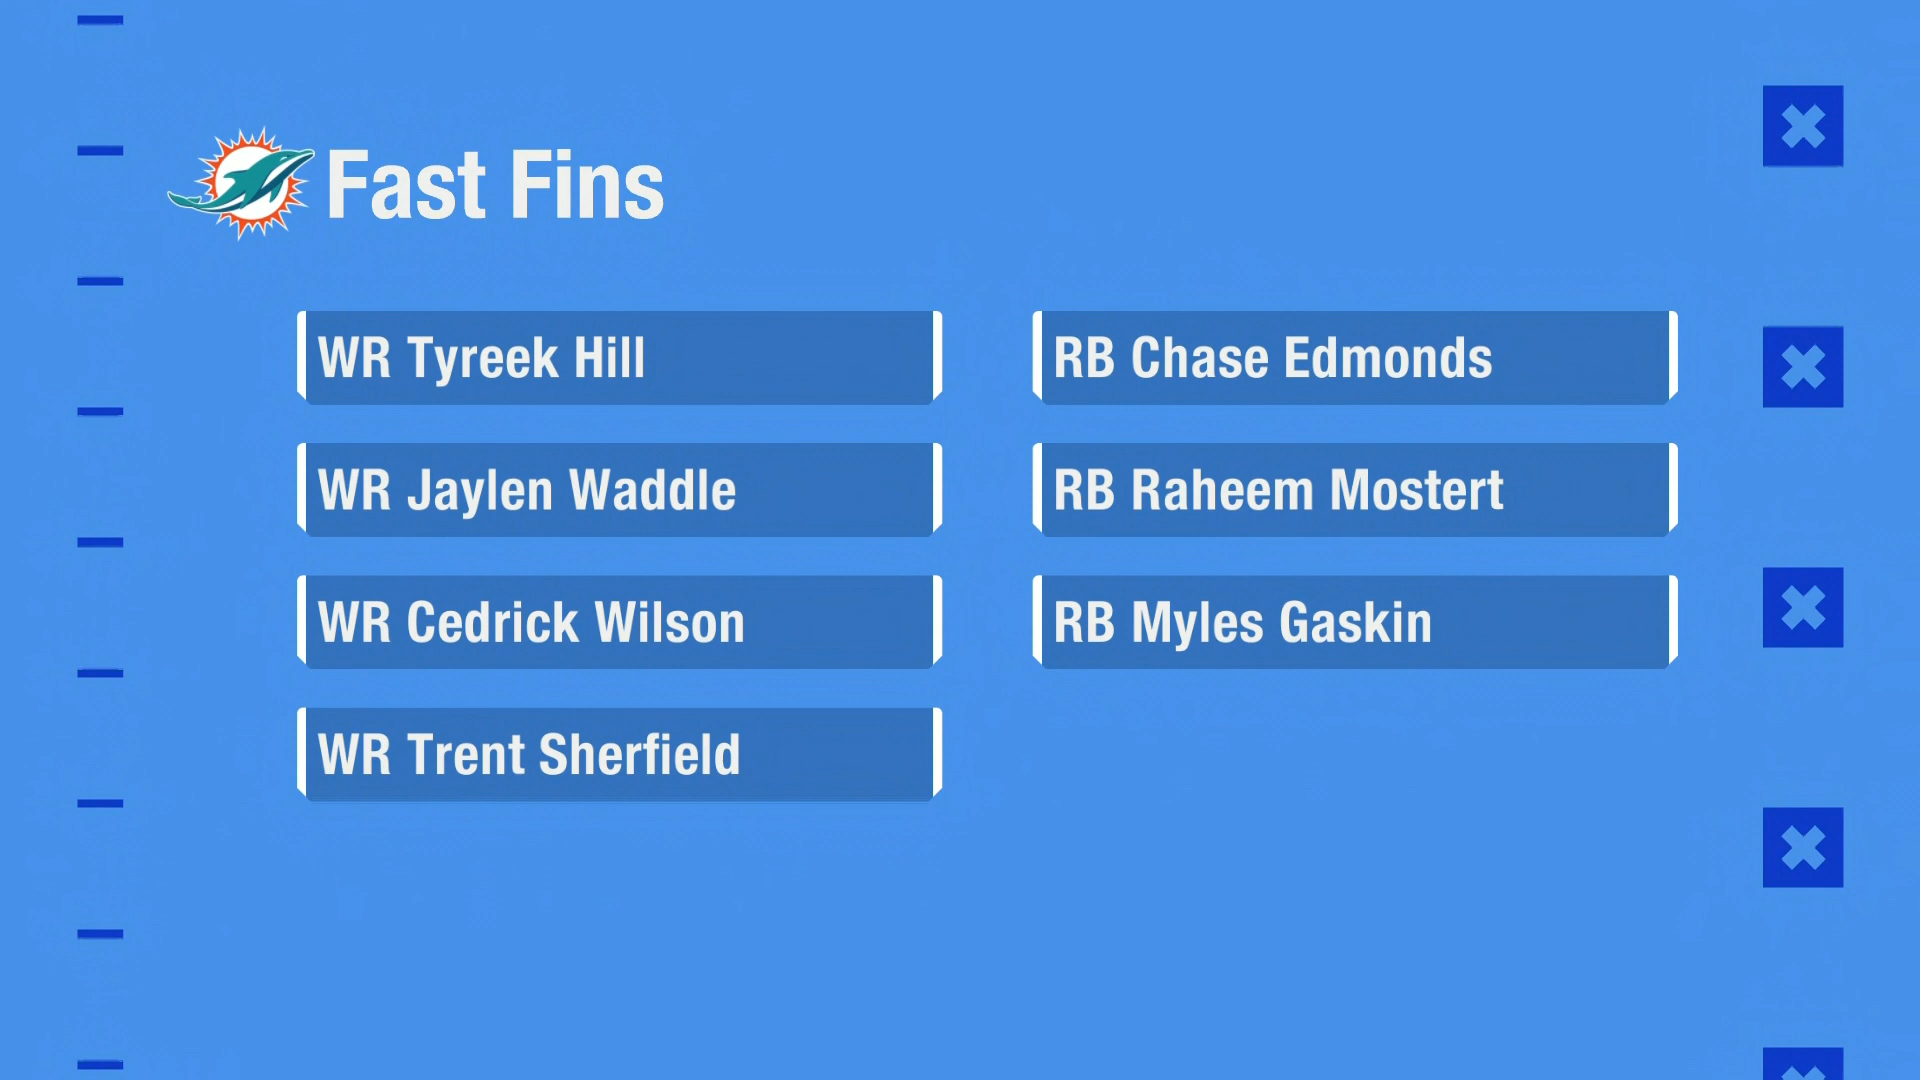 Fast Fins
WR Tyreek Hill
WR Jaylen Waddle
WR Cedrick Wilson
WR Trent Sherfield
RB Chase Edmonds
RB Raheem Mostert
RB Myles Gaskin